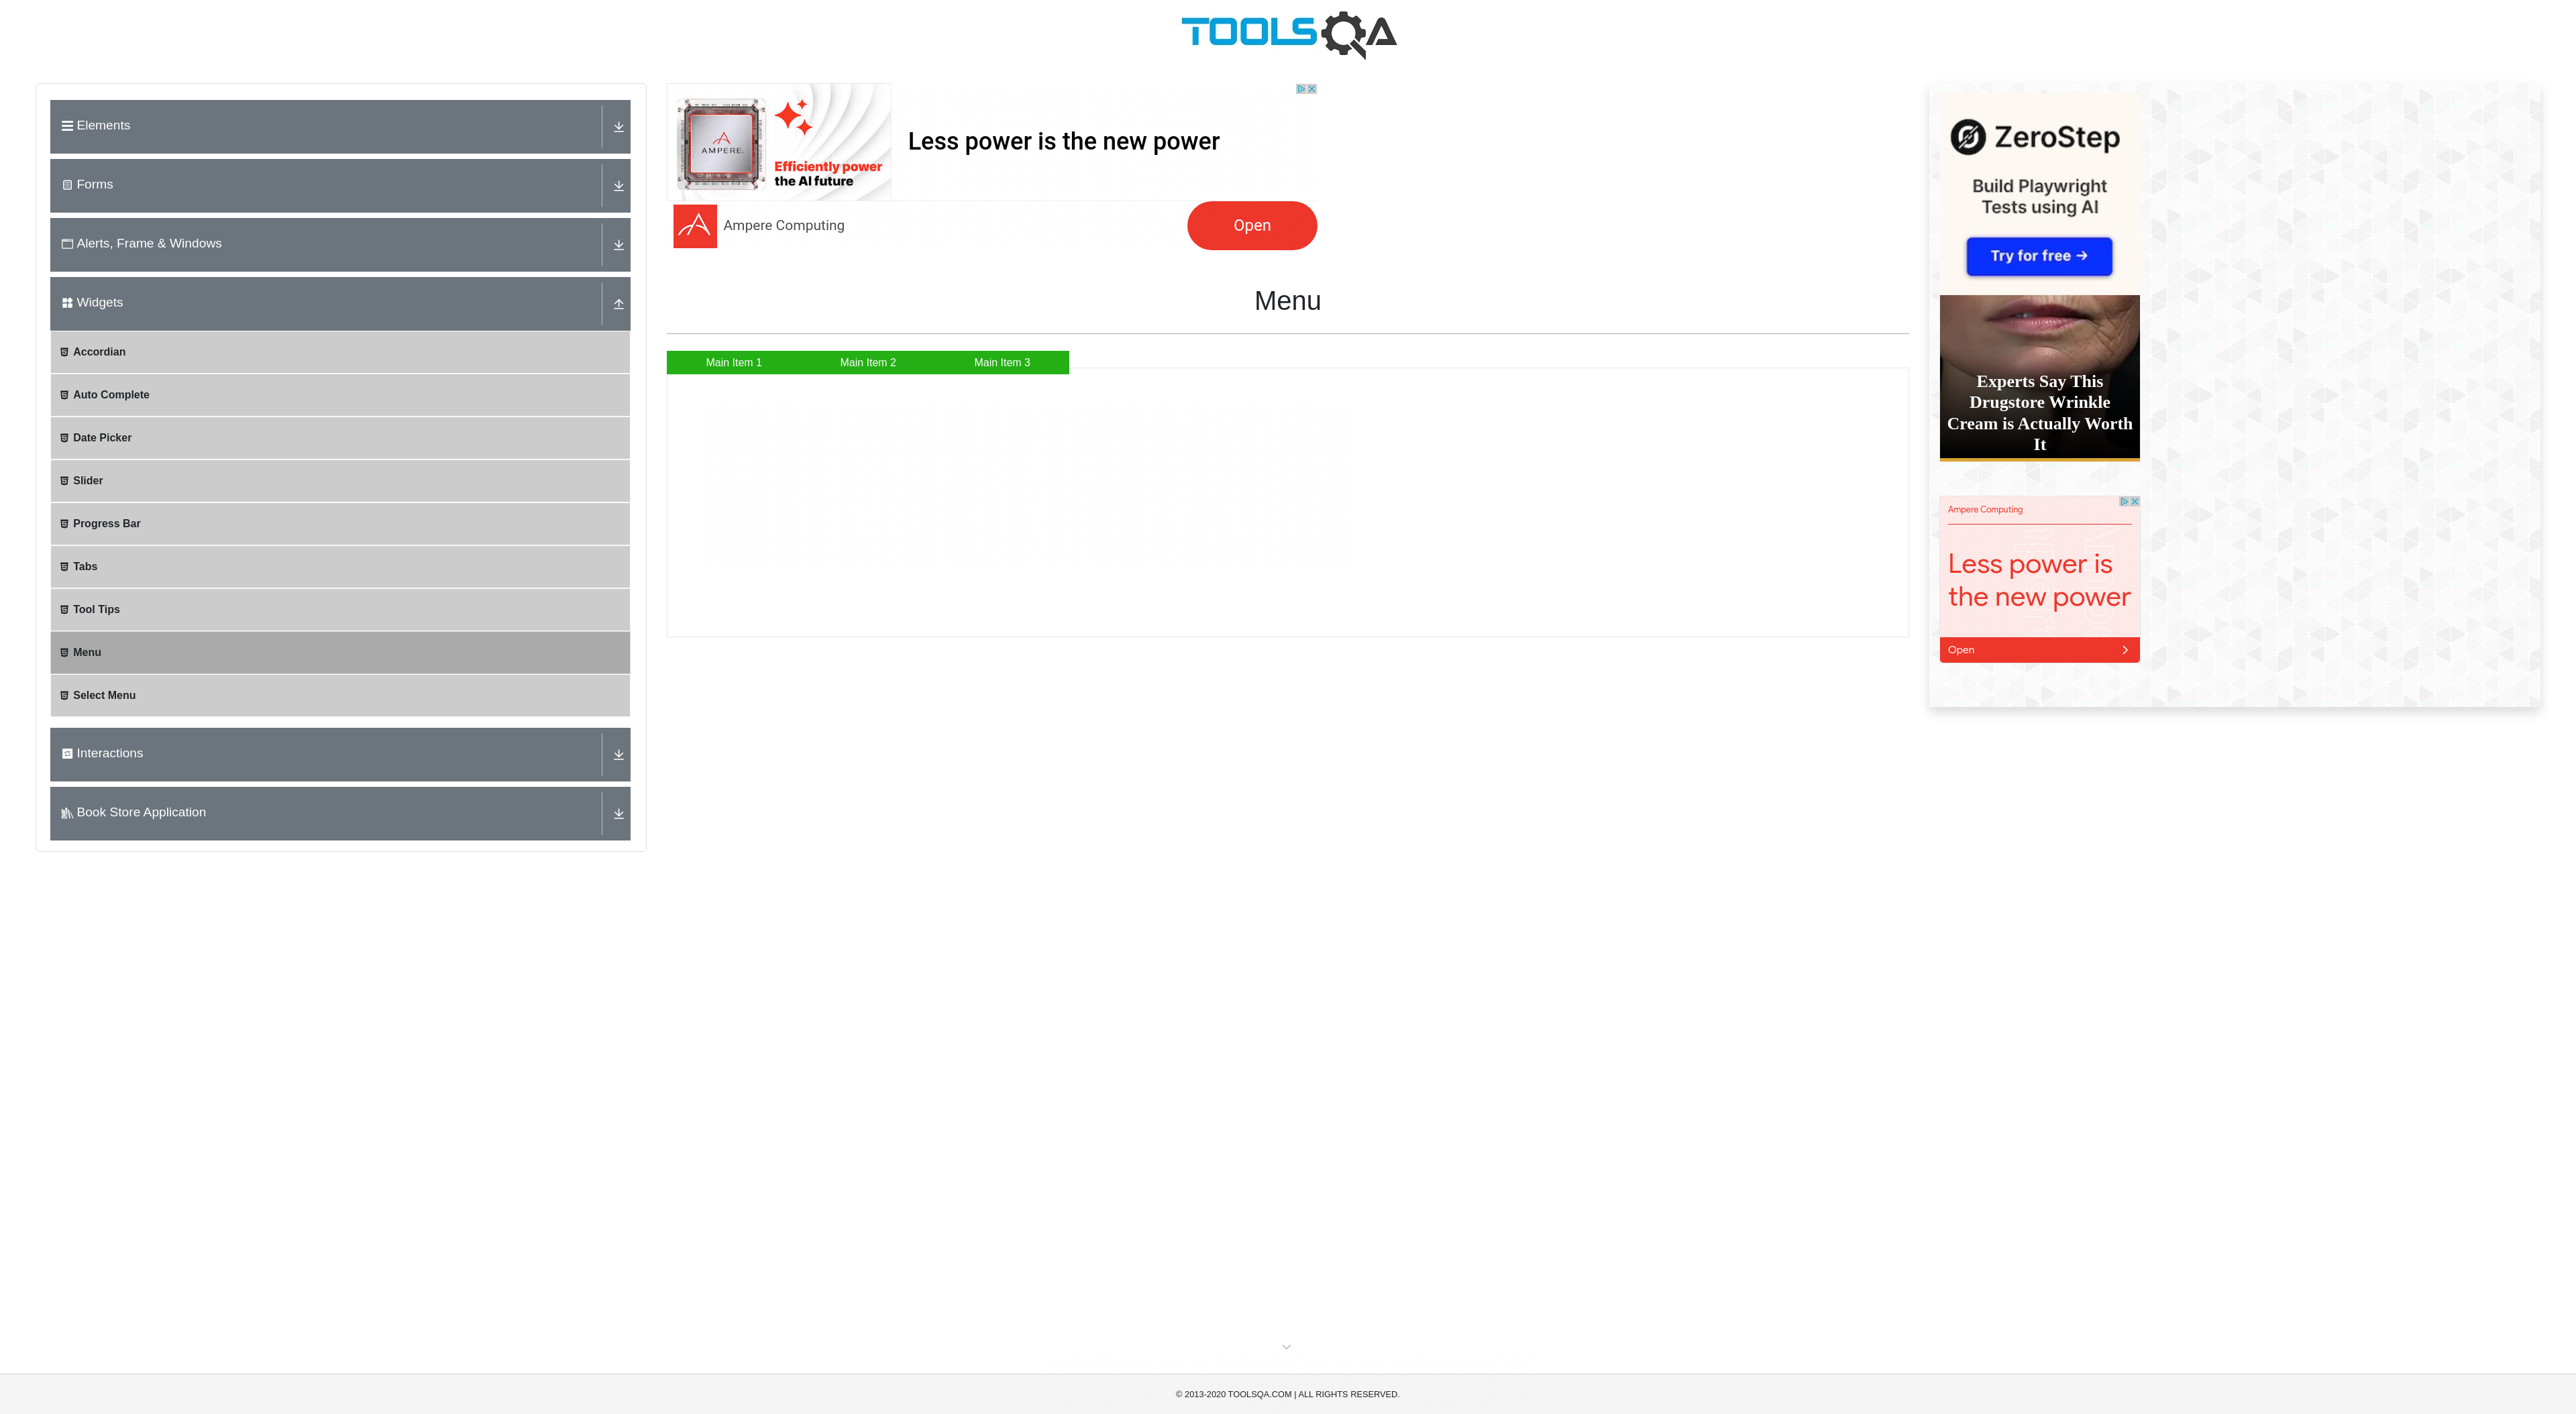 TOOLSQA
Elements
Forms
Alerts, Frame & Windows
Widgets
Accordian
Auto Complete
Date Picker
Slider
Progress Bar
Tabs
Tool Tips
Menu
Select Menu
Interactions
Book Store Application
AMPERE.
Efficiently power
the AI future
Less power is the new power
Ampere Computing
Open
Menu
Main Item 1
Main Item 2
Main Item 3
ZeroStep
Build Playwright
Tests using AI
Try for free →
Experts Say This
Drugstore Wrinkle
Cream is Actually Worth
It
Ampere Computing
Less power is
the new power
Open
© 2013-2020 TOOLSQA.COM | ALL RIGHTS RESERVED.